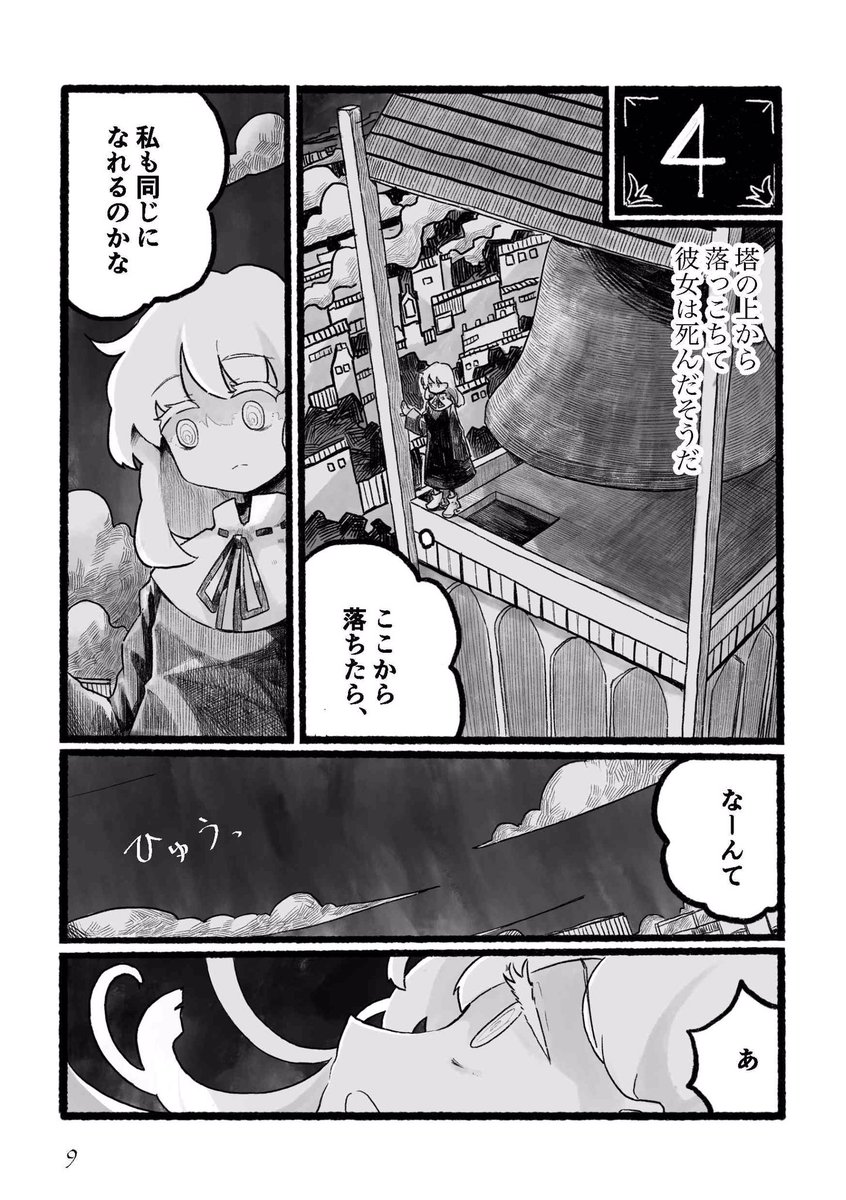 4
塔の上から
落っこちて
彼女は死んだそうだ
ここから
落ちたら、
私も同じに
なれるのかな
なーんて
ひゅうっ
あ
9